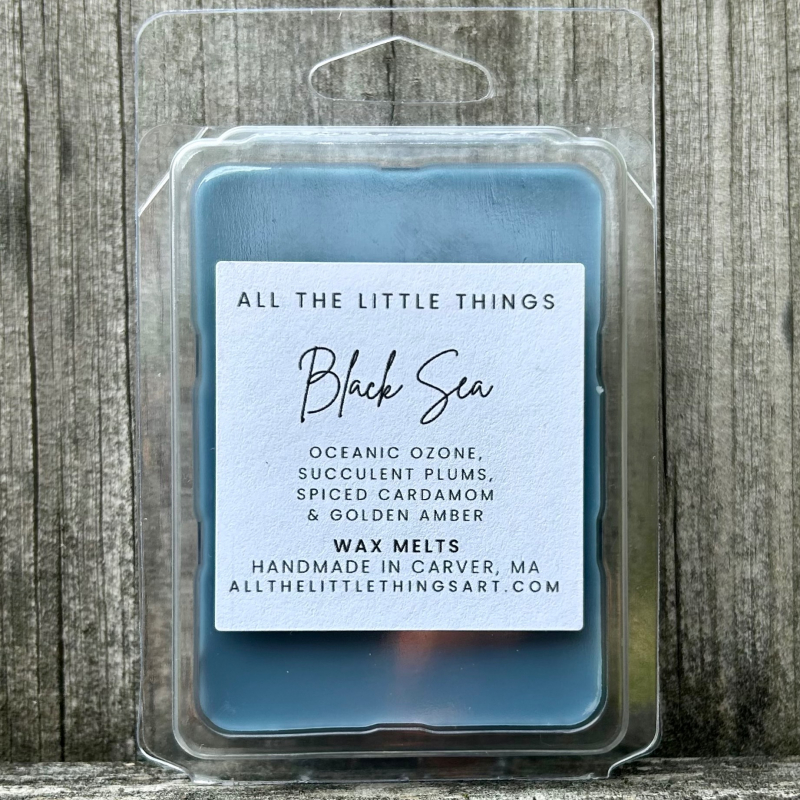 ALL THE LITTLE THINGS
Black Sea
OCEANIC OZONE,
SUCCULENT PLUMS,
SPICED CARDAMOM
& GOLDEN AMBER
WAX MELTS
HANDMADE IN CARVER, MA
ALLTHELITTLETHINGSART.COM